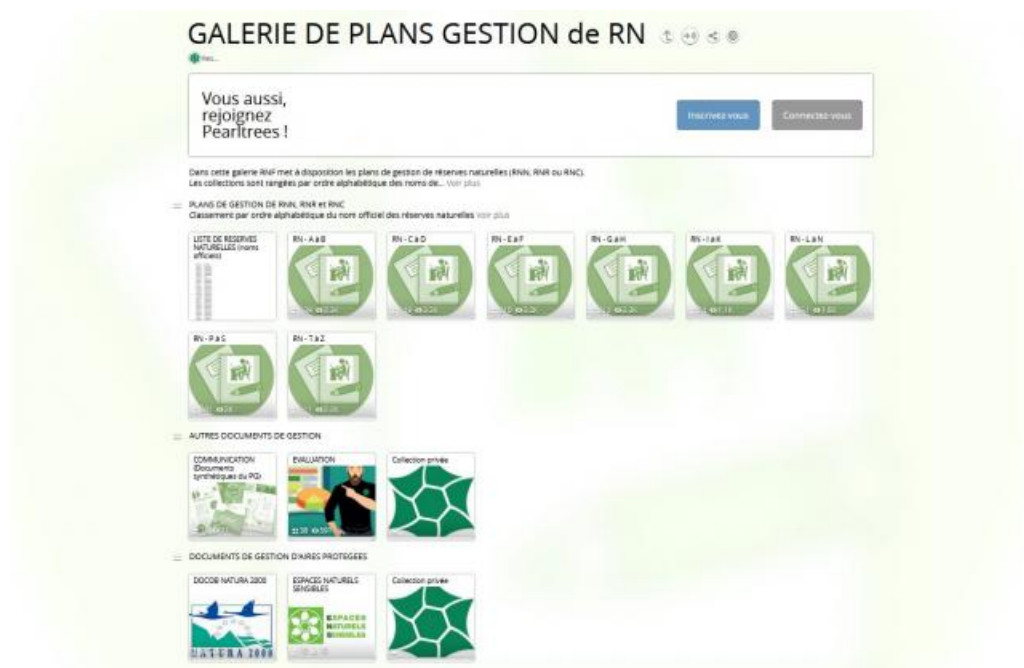 GALERIE DE PLANS GESTION de RN
Vous aussi,
rejoignez
Pearltrees !
Inscrivez-vous
Connectez-vous
Dans cette galerie RNF met à disposition les plans de gestion de réserves naturelles (RNN, RNR ou RNC).
Les collections sont rangées par ordre alphabétique des noms de... Voir plus
PLANS DE GESTION DE RNN, RNR et RNC
Classement par ordre alphabétique du nom officiel des réserves naturelles Voir plus
LISTE DE RESERVES
NATURELLES (noms
officiels)
RN - A à B
RN - C à D
RN - E à F
RN - G à H
RN - I à K
RN - L à N
RN - P à S
RN - T à Z
AUTRES DOCUMENTS DE GESTION
COMMUNICATION
(Documents
synthétiques du PG)
EVALUATION
Collection privée
DOCUMENTS DE GESTION D'AIRES PROTEGEES
DOCOB NATURA 2000
NATURA 2000
ESPACES NATURELS
SENSIBLES
ESPACES
NATURELS
SENSIBLES
Collection privée